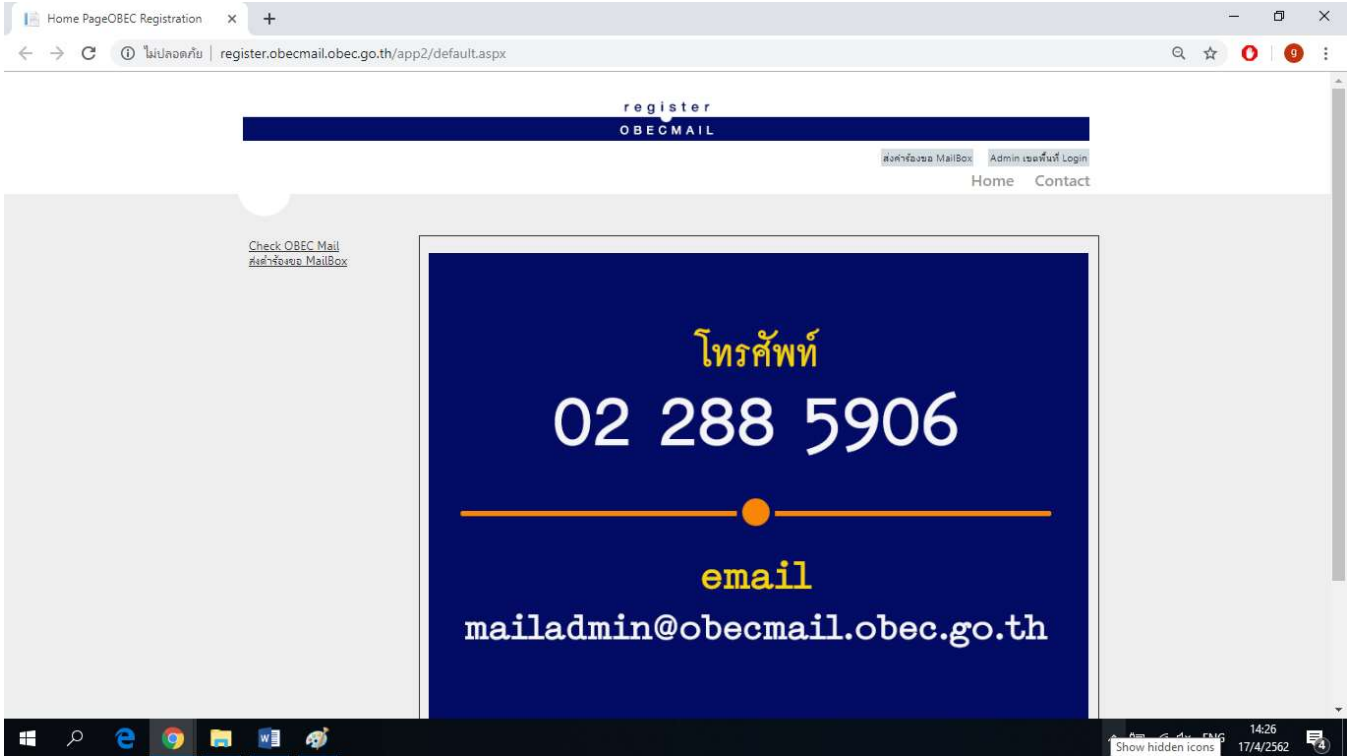 Home PageOBEC Registration
ไม่ปลอดภัย | register.obecmail.obec.go.th/app2/default.aspx
g
register
OBECMAIL
ส่งคำร้องขอ MailBox Admin เขตพื้นที่ Login
Home Contact
Check OBEC Mail
ส่งคำร้องขอ MailBox
โทรศัพท์
02 288 5906
email
mailadmin@obecmail.obec.go.th
ENG
14:26
17/4/2562
4
Show hidden icons